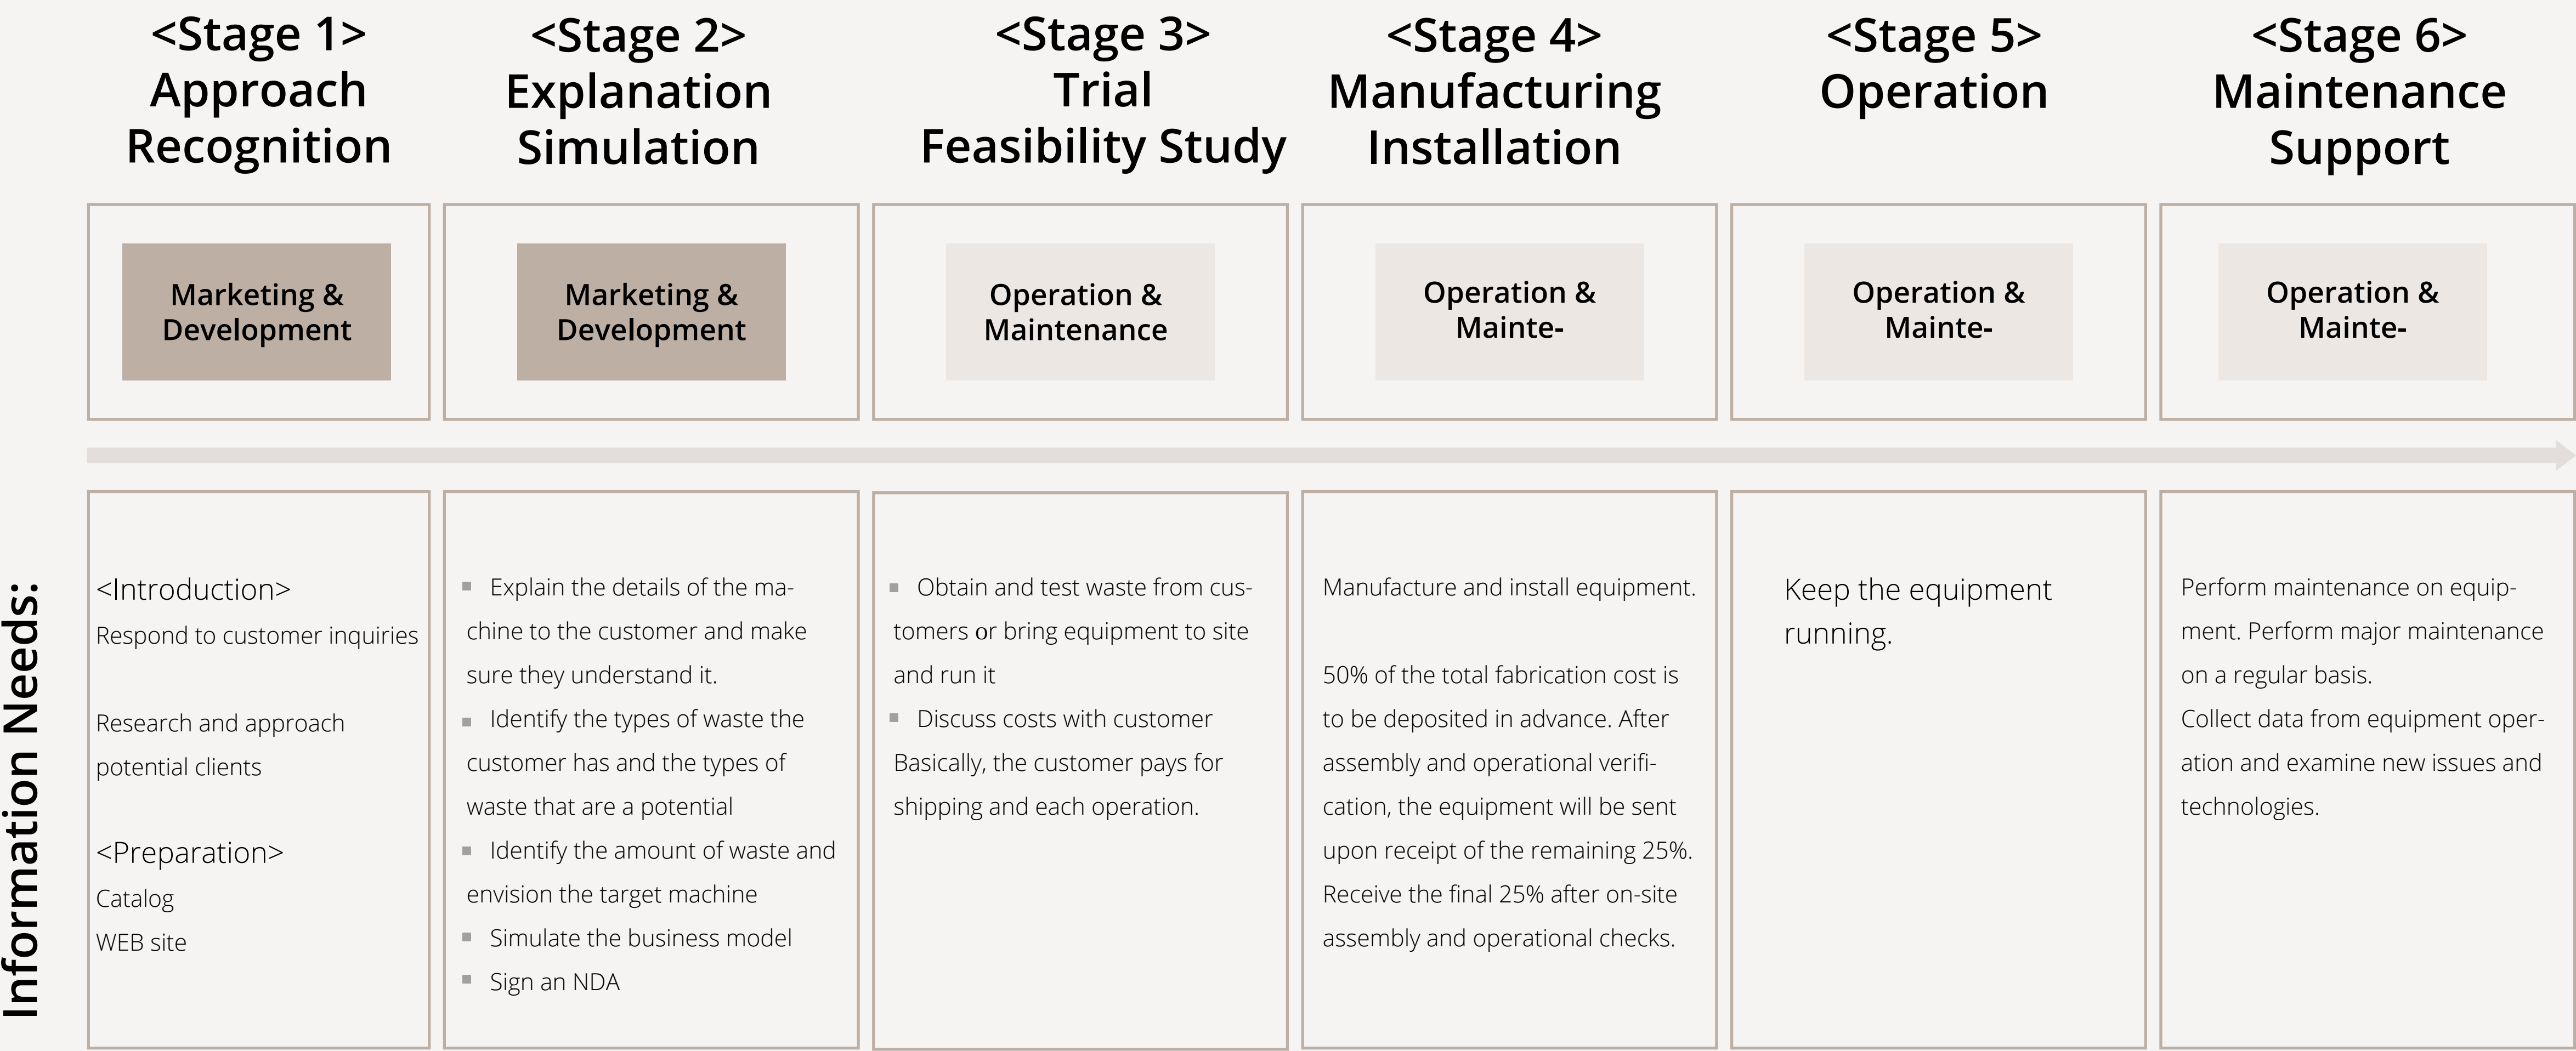 <Stage 1>
Approach
Recognition
<Stage 2>
Explanation
Simulation
<Stage 3>
Trial
Feasibility Study
<Stage 4>
Manufacturing
Installation
<Stage 5>
Operation
<Stage 6>
Maintenance
Support
Marketing &
Development
Marketing &
Development
Operation &
Maintenance
Operation &
Mainte-
Operation &
Mainte-
Operation &
Mainte-
Information Needs:
<Introduction>
Respond to customer inquiries
Research and approach
potential clients
<Preparation>
Catalog
WEB site
▪ Explain the details of the ma-
chine to the customer and make
sure they understand it.
▪ Identify the types of waste the
customer has and the types of
waste that are a potential
▪ Identify the amount of waste and
envision the target machine
▪ Simulate the business model
▪ Sign an NDA
▪ Obtain and test waste from cus-
tomers or bring equipment to site
and run it
▪ Discuss costs with customer
Basically, the customer pays for
shipping and each operation.
Manufacture and install equipment.
50% of the total fabrication cost is
to be deposited in advance. After
assembly and operational verifi-
cation, the equipment will be sent
upon receipt of the remaining 25%.
Receive the final 25% after on-site
assembly and operational checks.
Keep the equipment
running.
Perform maintenance on equip-
ment. Perform major maintenance
on a regular basis.
Collect data from equipment oper-
ation and examine new issues and
technologies.